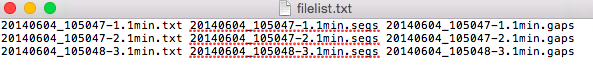 filelist.txt
20140604_105047-1.1min.txt 20140604_105047-1.1min.segs 20140604_105047-1.1min.gaps
20140604_105047-2.1min.txt 20140604_105047-2.1min.segs 20140604_105047-2.1min.gaps
20140604_105048-3.1min.txt 20140604_105048-3.1min.segs 20140604_105048-3.1min.gaps